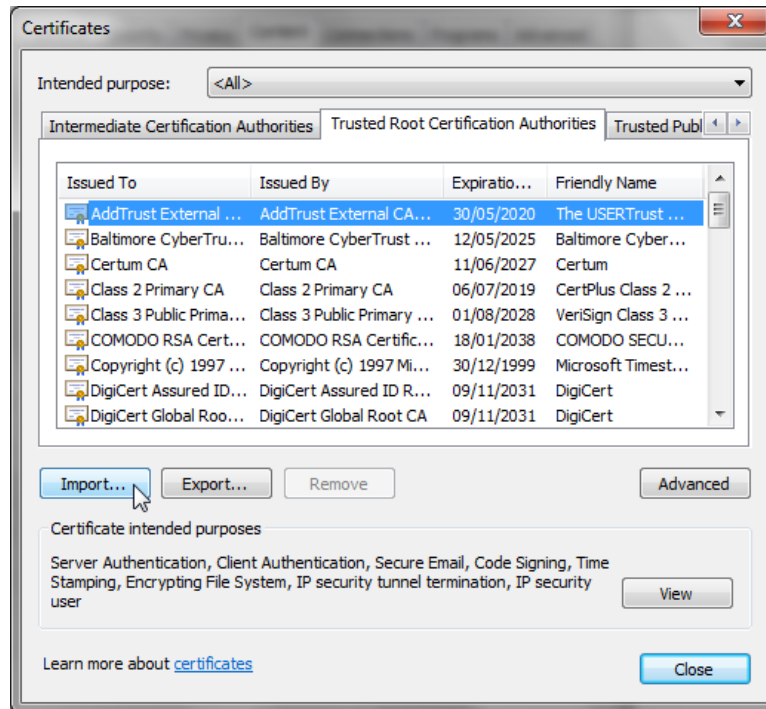 Certificates
Intended purpose: <All>
Intermediate Certification Authorities Trusted Root Certification Authorities Trusted Publ
Issued To Issued By Expiratio... Friendly Name
AddTrust External ... AddTrust External CA... 30/05/2020 The USERTrust ...
Baltimore CyberTru... Baltimore CyberTrust ... 12/05/2025 Baltimore Cyber...
Certum CA Certum CA 11/06/2027 Certum
Class 2 Primary CA Class 2 Primary CA 06/07/2019 CertPlus Class 2 ...
Class 3 Public Prima... Class 3 Public Primary ... 01/08/2028 VeriSign Class 3 ...
COMODO RSA Cert... COMODO RSA Certific... 18/01/2038 COMODO SECU...
Copyright (c) 1997 ... Copyright (c) 1997 Mi... 30/12/1999 Microsoft Timest...
DigiCert Assured ID... DigiCert Assured ID R... 09/11/2031 DigiCert
DigiCert Global Roo... DigiCert Global Root CA 09/11/2031 DigiCert
Import... Export... Remove Advanced
Certificate intended purposes
Server Authentication, Client Authentication, Secure Email, Code Signing, Time
Stamping, Encrypting File System, IP security tunnel termination, IP security
user
View
Learn more about certificates
Close